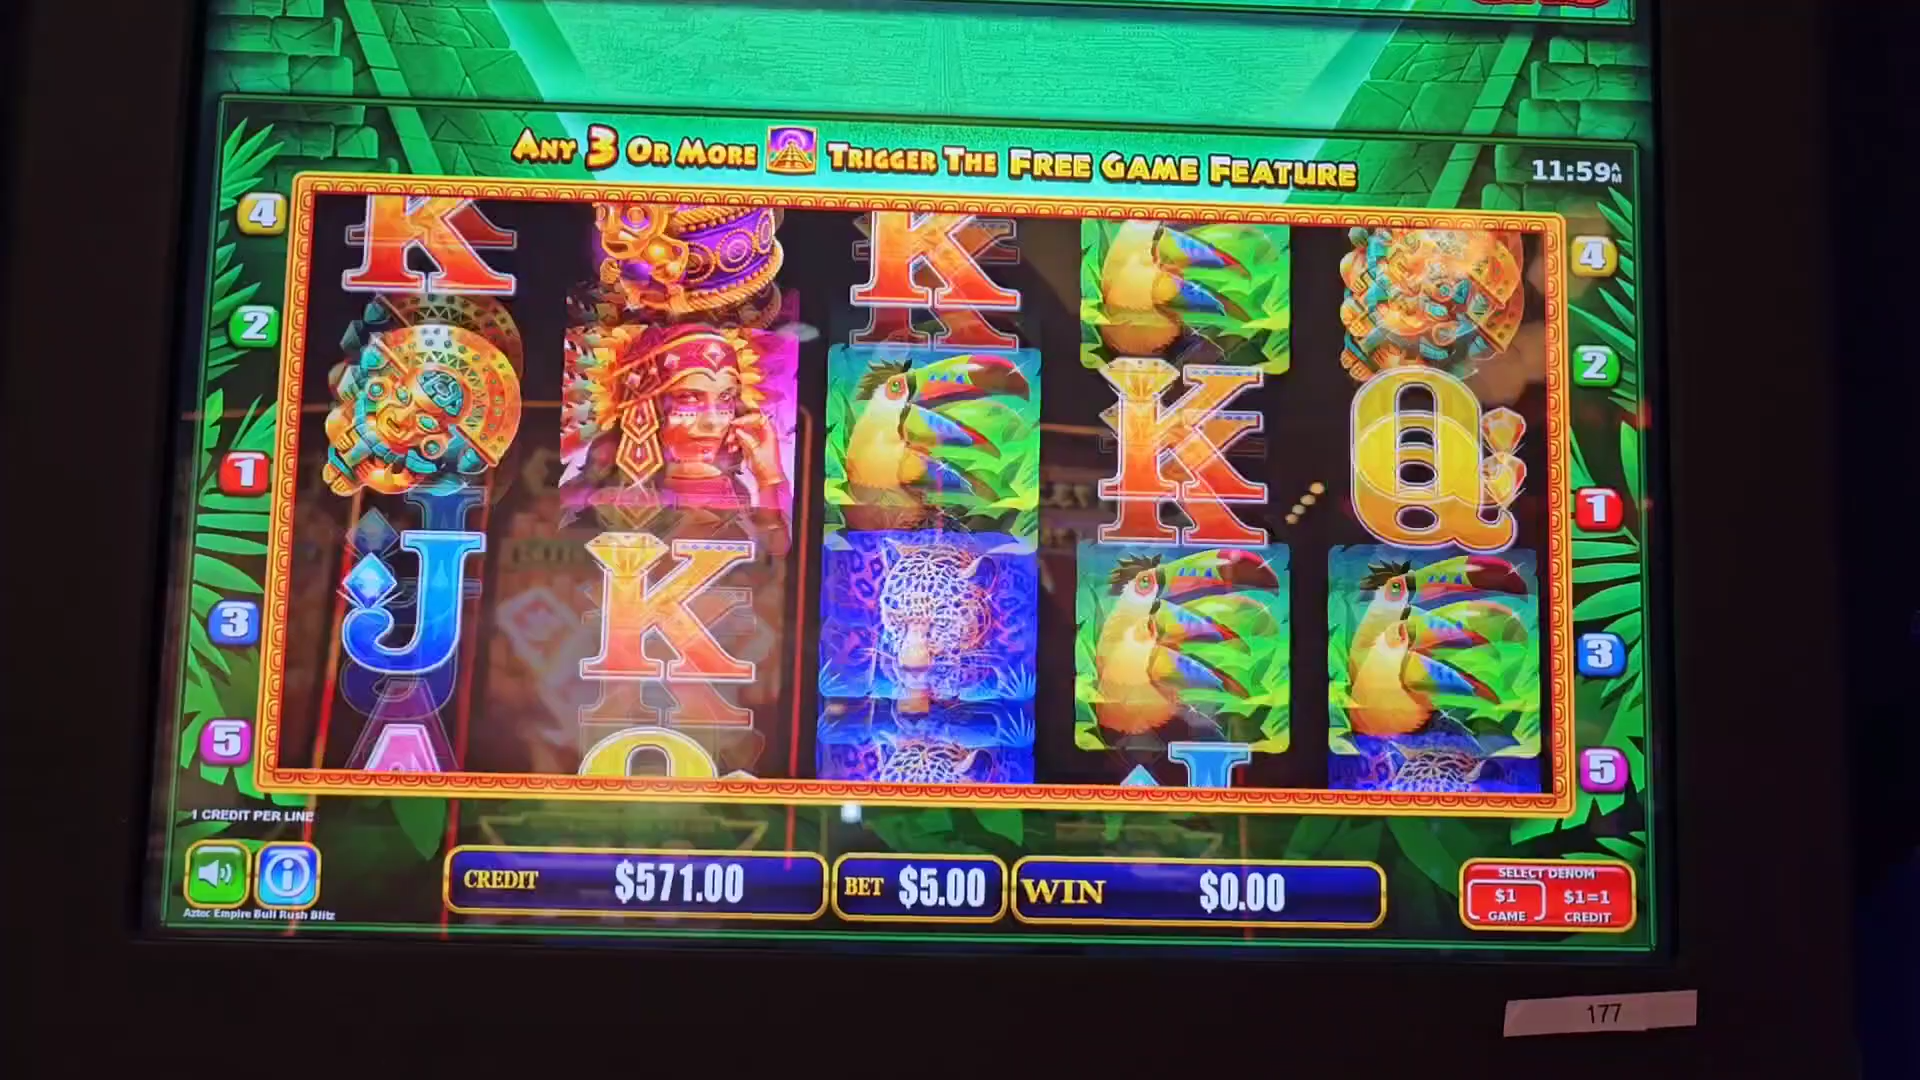 ANY 3 OR MORE TRIGGER THE FREE GAME FEATURE
11:59 AM
4 4
2 2
1 1
3 3
5 5
K K
K
Q
J K
A Q J
1 CREDIT PER LINE
CREDIT $571.00 BET $5.00 WIN $0.00
SELECT DENOM
$1 GAME $1=1 CREDIT
Aztec Empire Bull Rush Blitz
177